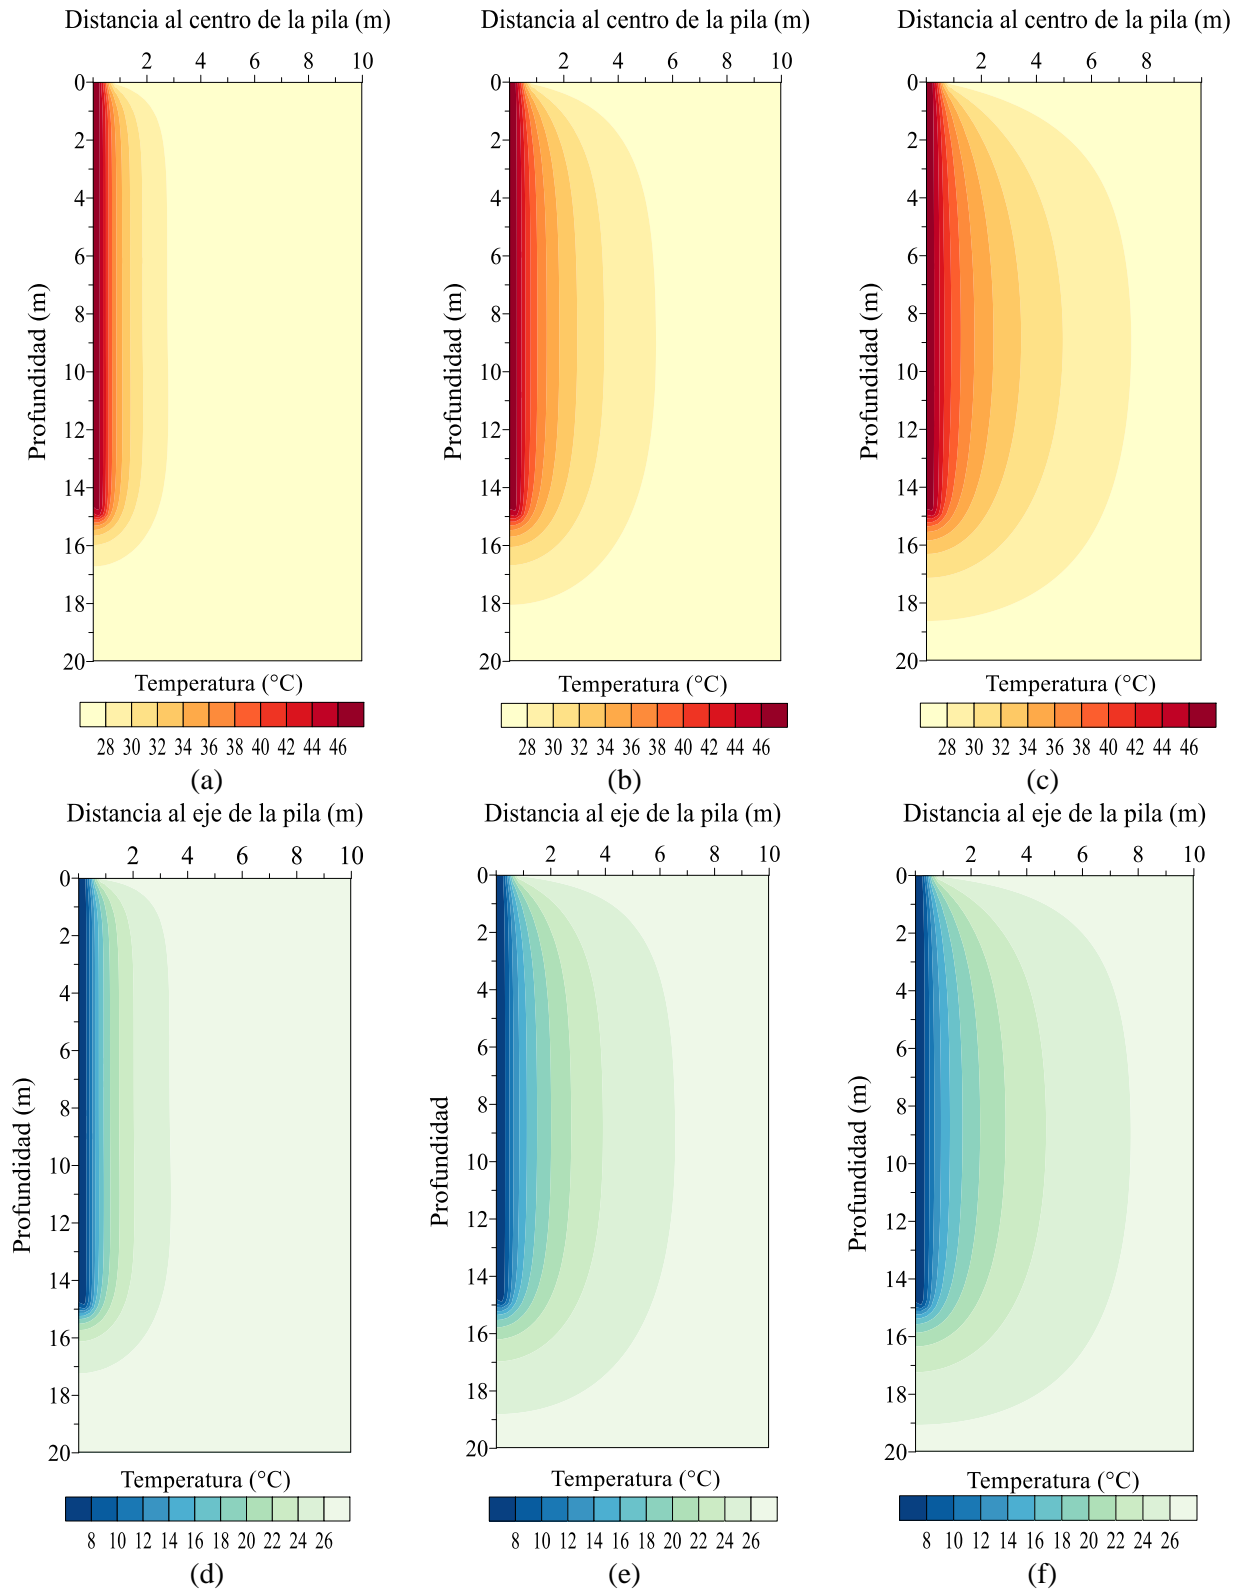 Distancia al centro de la pila (m) Distancia al centro de la pila (m) Distancia al centro de la pila (m)
2 4 6 8 10 2 4 6 8 10 2 4 6 8
0 0 0
2 2 2
4 4 4
6 6 6
8 8 8
10 10 10
12 12 12
14 14 14
16 16 16
18 18 18
20 20 20
Profundidad (m) Profundidad (m) Profundidad (m)
Temperatura (°C) Temperatura (°C) Temperatura (°C)
28 30 32 34 36 38 40 42 44 46 28 30 32 34 36 38 40 42 44 46 28 30 32 34 36 38 40 42 44 46
(a) (b) (c)
Distancia al eje de la pila (m) Distancia al eje de la pila (m) Distancia al eje de la pila (m)
2 4 6 8 10 2 4 6 8 10 2 4 6 8 10
0 0 0
2 2 2
4 4 4
6 6 6
8 8 8
10 10 10
12 12 12
14 14 14
16 16 16
18 18 18
20 20 20
Profundidad (m) Profundidad Profundidad (m)
Temperatura (°C) Temperatura (°C) Temperatura (°C)
8 10 12 14 16 18 20 22 24 26 8 10 12 14 16 18 20 22 24 26 8 10 12 14 16 18 20 22 24 26
(d) (e) (f)